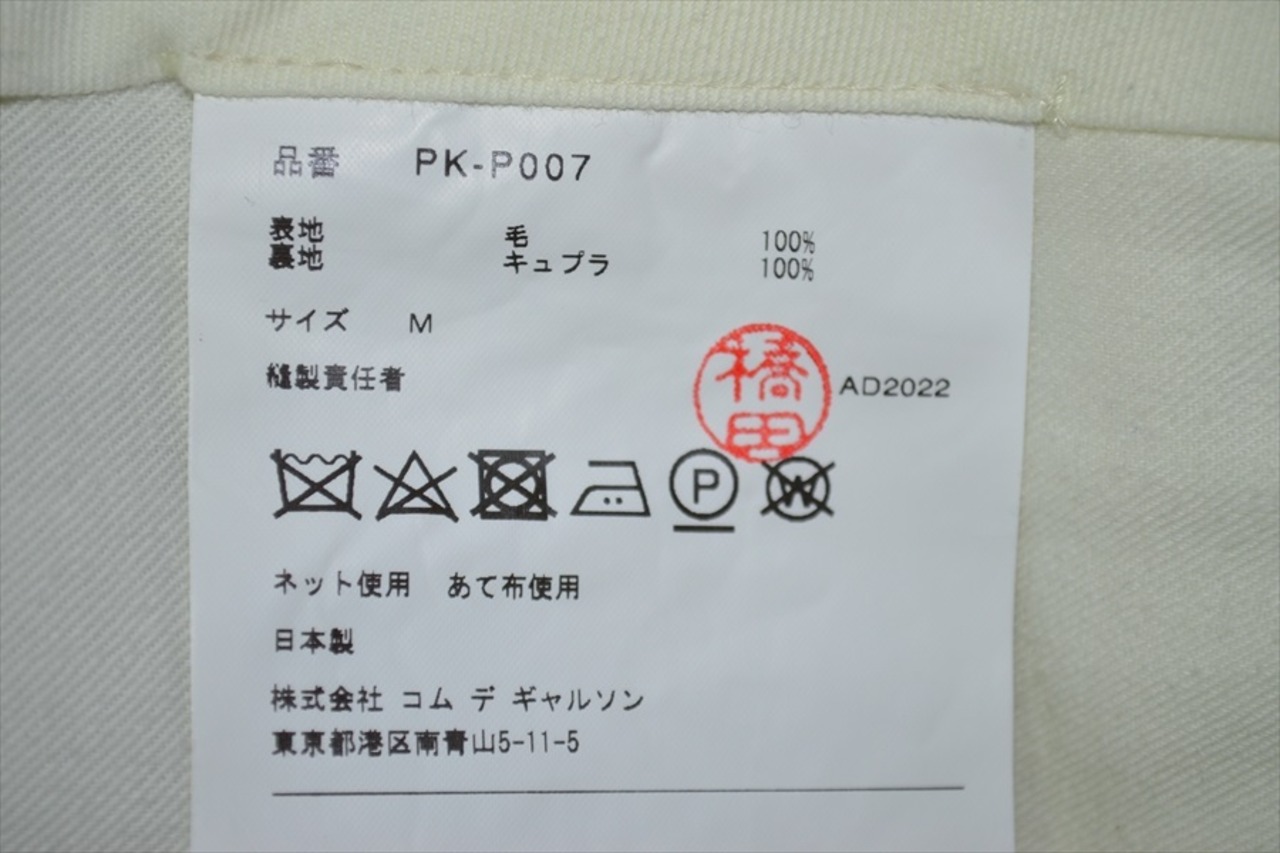 品番 PK-P007
表地 毛 100%
裏地 キュプラ 100%
サイズ M
縫製責任者 橋田 AD2022
P W
ネット使用 あて布使用
日本製
株式会社 コム デ ギャルソン
東京都港区南青山5-11-5